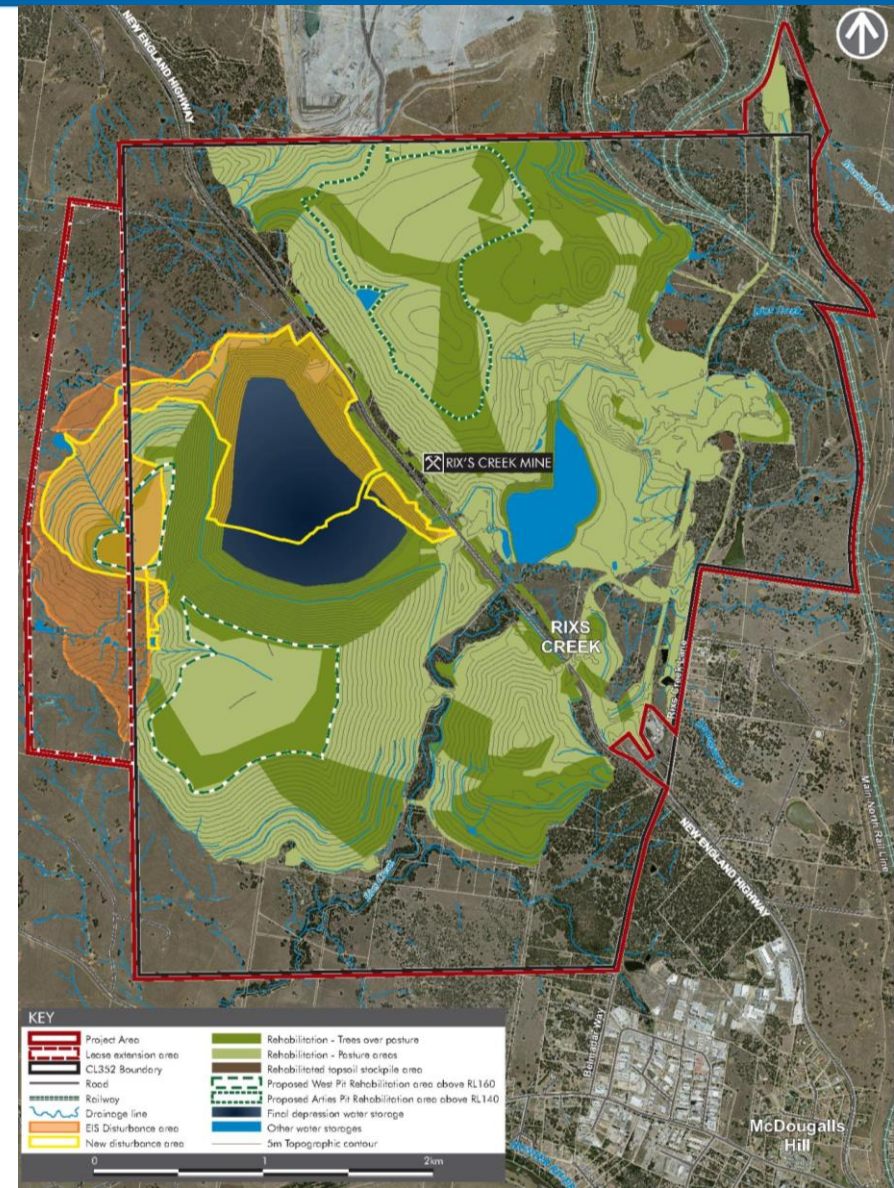 NEW ENGLAND HIGHWAY
RIX'S CREEK MINE
RIXS
CREEK
Rixs Creek Lane
NEW ENGLAND HIGHWAY
Main North Rail Line
McDougalls
Hill
KEY
Project Area
Lease extension area
CL352 Boundary
Road
Railway
Drainage line
EIS Disturbance area
New disturbance area
Rehabilitation - Trees over pasture
Rehabilitation - Pasture areas
Rehabilitated topsoil stockpile area
Proposed West Pit Rehabilitation area above RL160
Proposed Arties Pit Rehabilitation area above RL140
Final depression water storage
Other water storages
5m Topographic contour
0 1 2km